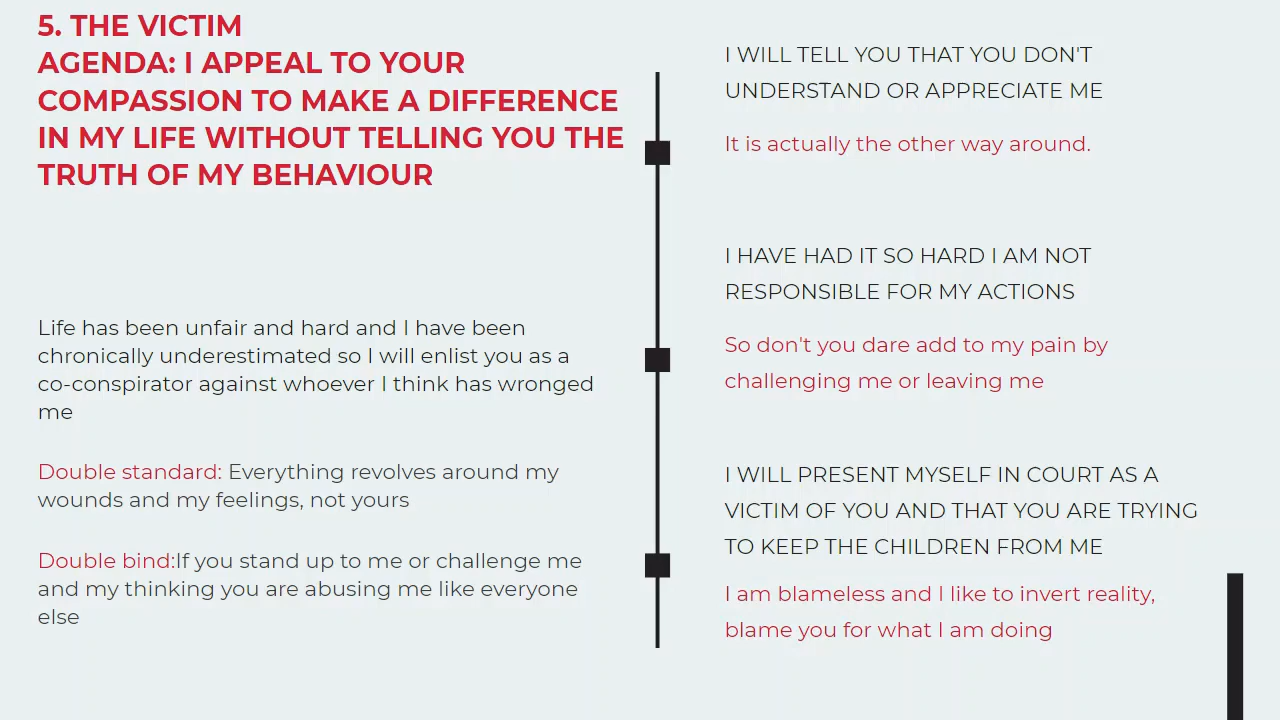 5. THE VICTIM
AGENDA: I APPEAL TO YOUR
COMPASSION TO MAKE A DIFFERENCE
IN MY LIFE WITHOUT TELLING YOU THE
TRUTH OF MY BEHAVIOUR
Life has been unfair and hard and I have been
chronically underestimated so I will enlist you as a
co-conspirator against whoever I think has wronged
me
Double standard: Everything revolves around my
wounds and my feelings, not yours
Double bind:If you stand up to me or challenge me
and my thinking you are abusing me like everyone
else
I WILL TELL YOU THAT YOU DON'T
UNDERSTAND OR APPRECIATE ME
It is actually the other way around.
I HAVE HAD IT SO HARD I AM NOT
RESPONSIBLE FOR MY ACTIONS
So don't you dare add to my pain by
challenging me or leaving me
I WILL PRESENT MYSELF IN COURT AS A
VICTIM OF YOU AND THAT YOU ARE TRYING
TO KEEP THE CHILDREN FROM ME
I am blameless and I like to invert reality,
blame you for what I am doing